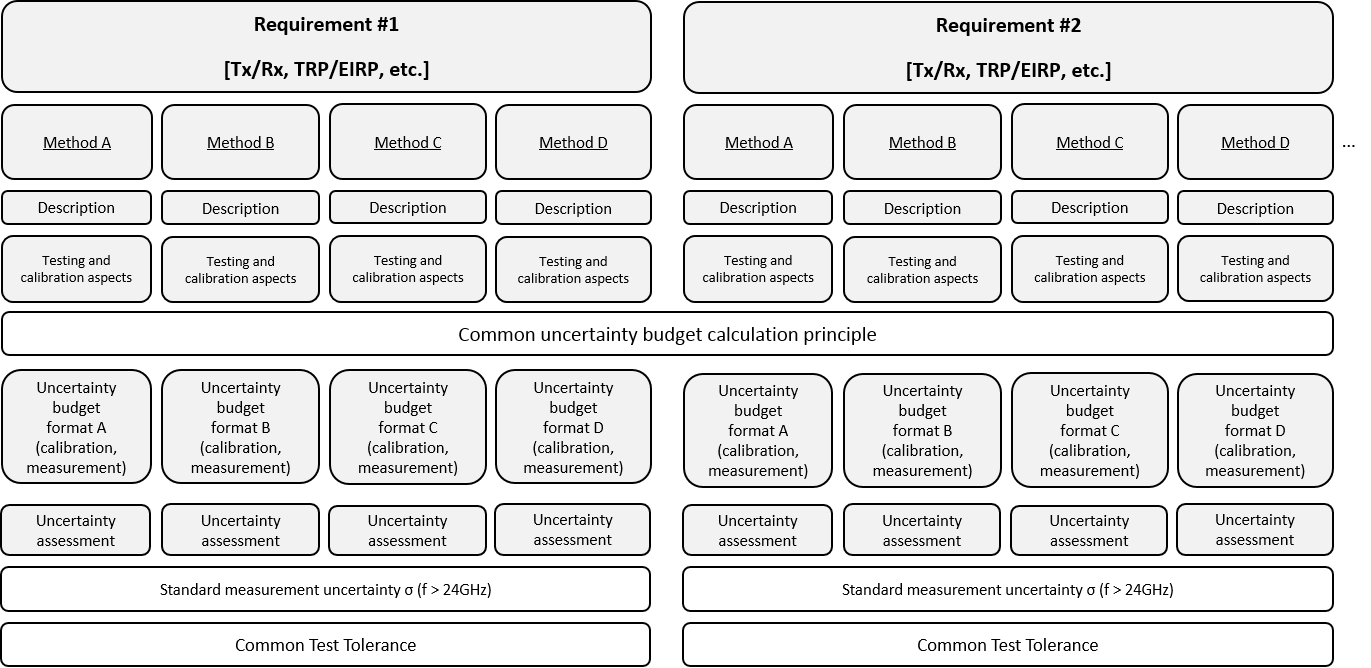 Requirement #1
[Tx/Rx, TRP/EIRP, etc.]
Requirement #2
[Tx/Rx, TRP/EIRP, etc.]
Method A
Method B
Method C
Method D
Method A
Method B
Method C
Method D
...
Description
Description
Description
Description
Description
Description
Description
Description
Testing and
calibration aspects
Testing and
calibration aspects
Testing and
calibration aspects
Testing and
calibration aspects
Testing and
calibration aspects
Testing and
calibration aspects
Testing and
calibration aspects
Testing and
calibration aspects
Common uncertainty budget calculation principle
Uncertainty
budget
format A
(calibration,
measurement)
Uncertainty
budget
format B
(calibration,
measurement)
Uncertainty
budget
format C
(calibration,
measurement)
Uncertainty
budget
format D
(calibration,
measurement)
Uncertainty
budget
format A
(calibration,
measurement)
Uncertainty
budget
format B
(calibration,
measurement)
Uncertainty
budget
format C
(calibration,
measurement)
Uncertainty
budget
format D
(calibration,
measurement)
Uncertainty
assessment
Uncertainty
assessment
Uncertainty
assessment
Uncertainty
assessment
Uncertainty
assessment
Uncertainty
assessment
Uncertainty
assessment
Uncertainty
assessment
Standard measurement uncertainty σ (f > 24GHz)
Standard measurement uncertainty σ (f > 24GHz)
Common Test Tolerance
Common Test Tolerance